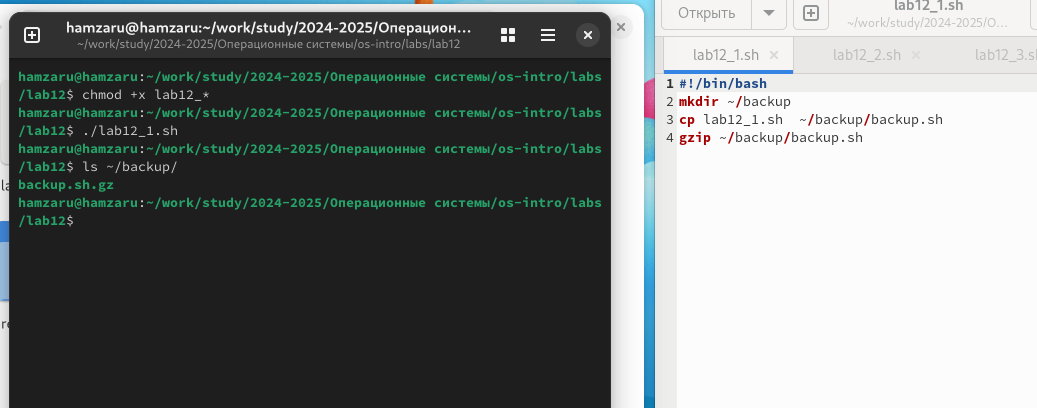 hamzaru@hamzaru:~/work/study/2024-2025/Операцион...
~/work/study/2024-2025/Операционные системы/os-intro/labs/lab12
hamzaru@hamzaru:~/work/study/2024-2025/Операционные системы/os-intro/labs
/lab12$ chmod +x lab12_*
hamzaru@hamzaru:~/work/study/2024-2025/Операционные системы/os-intro/labs
/lab12$ ./lab12_1.sh
hamzaru@hamzaru:~/work/study/2024-2025/Операционные системы/os-intro/labs
/lab12$ ls ~/backup/
backup.sh.gz
hamzaru@hamzaru:~/work/study/2024-2025/Операционные системы/os-intro/labs
/lab12$
Открыть
lab12_1.sh
~/work/study/2024-2025/О...
lab12_1.sh
lab12_2.sh
lab12_3.s
1 #!/bin/bash
2 mkdir ~/backup
3 cp lab12_1.sh  ~/backup/backup.sh
4 gzip ~/backup/backup.sh